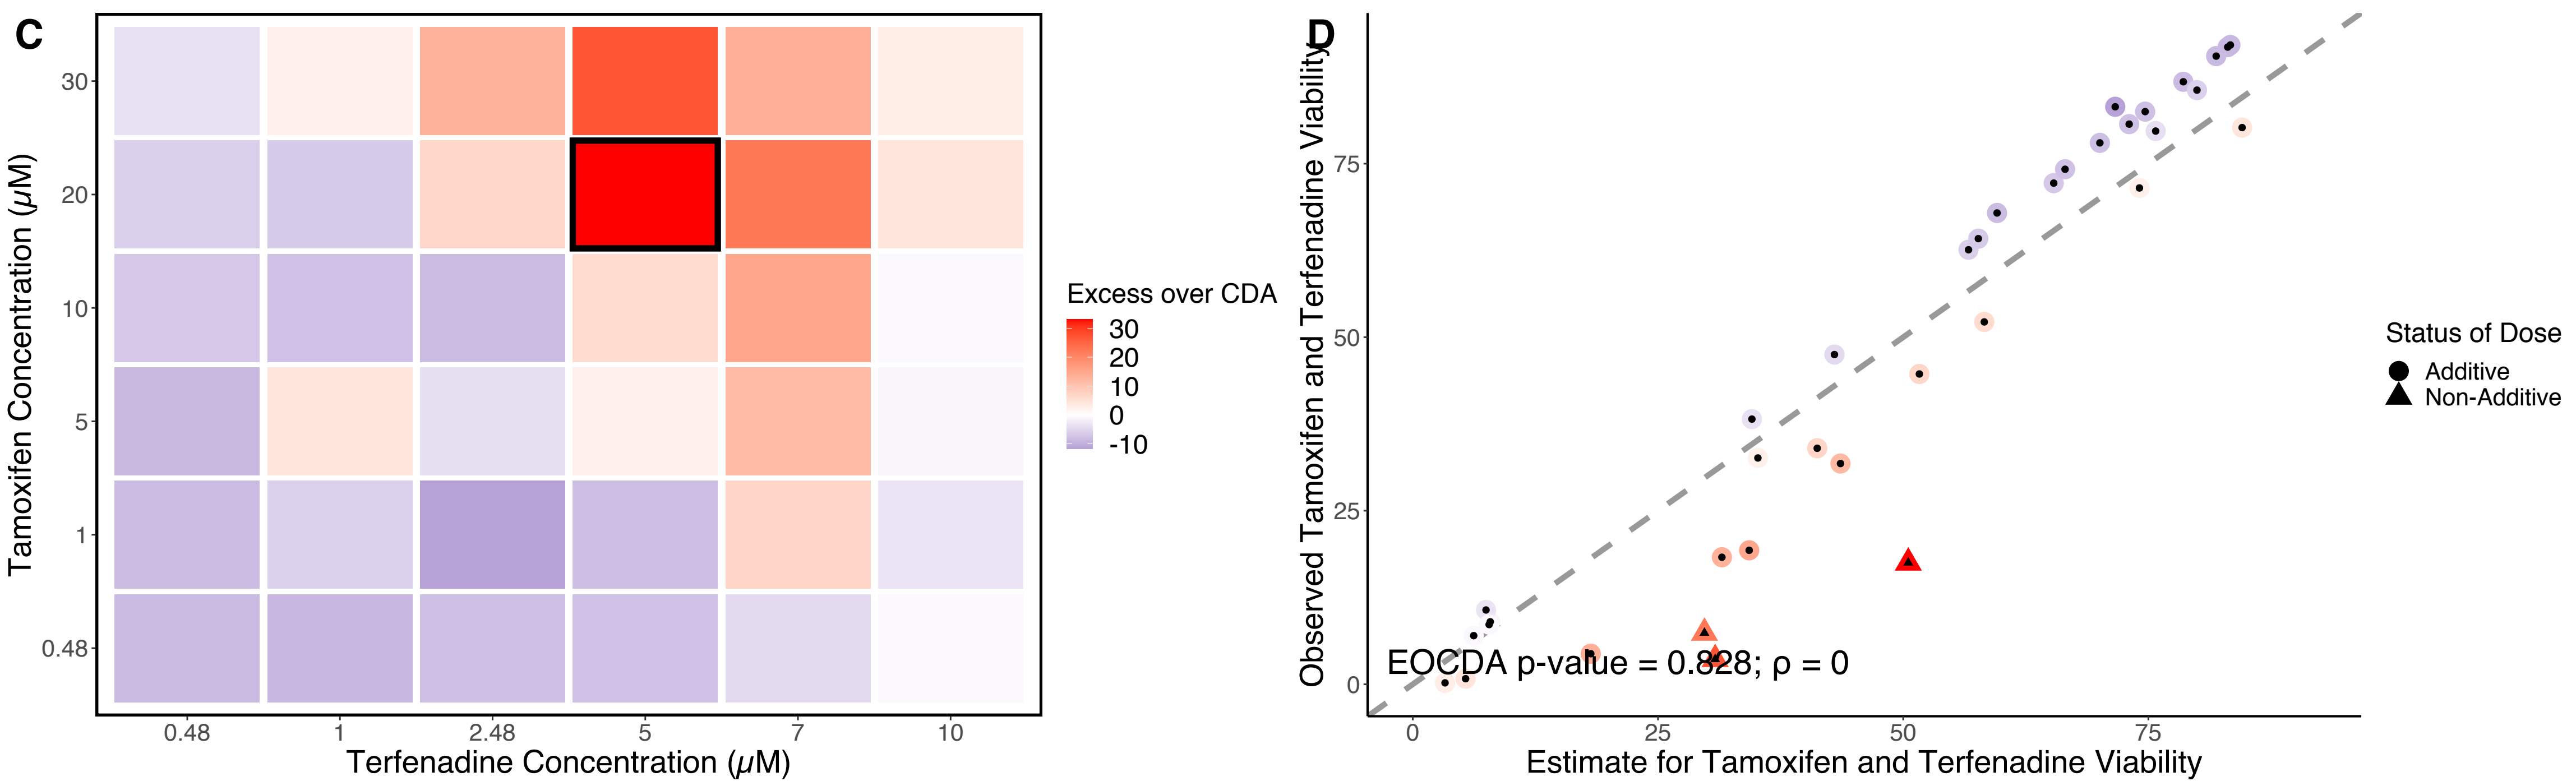 C
Tamoxifen Concentration (µM)
30
20
10
5
1
0.48
0.48 1 2.48 5 7 10
Terfenadine Concentration (µM)
Excess over CDA
30
20
10
0
-10
D
Observed Tamoxifen and Terfenadine Viability
75
50
25
0
EOCDA p-value = 0.828; ρ = 0
0 25 50 75
Estimate for Tamoxifen and Terfenadine Viability
Status of Dose
Additive
Non-Additive